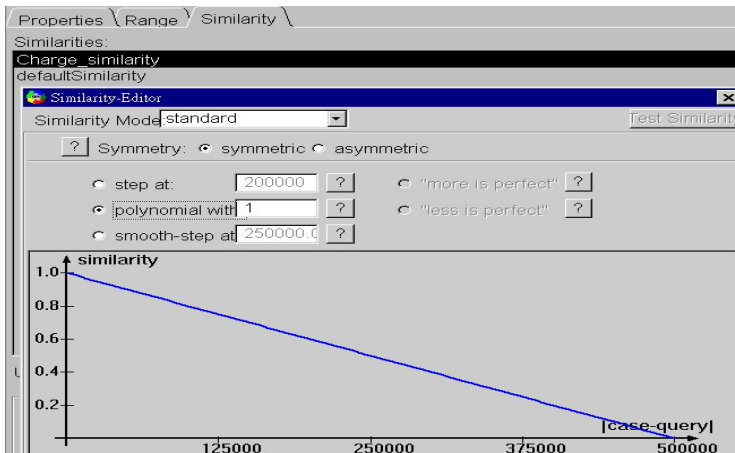 Properties Range Similarity
Similarities:
Charge_similarity
defaultSimilarity
Similarity-Editor
Similarity Mode: standard Test Similarit
? Symmetry: symmetric asymmetric
step at: 200000 ? "more is perfect" ?
polynomial with 1 ? "less is perfect" ?
smooth-step at 250000.0 ?
similarity
1.0
0.8
0.6
0.4
0.2
|case-query|
125000 250000 375000 500000